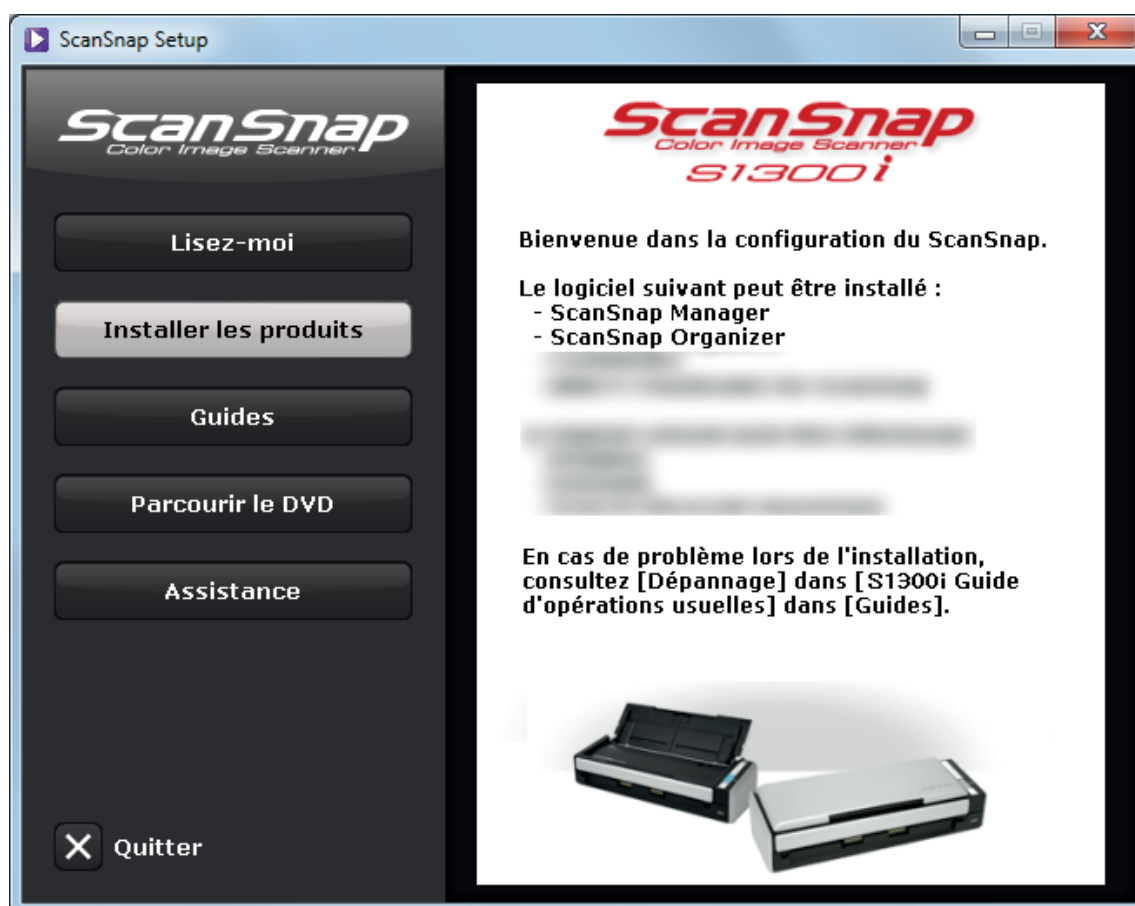 ScanSnap Setup
ScanSnap
Color Image Scanner
Lisez-moi
Installer les produits
Guides
Parcourir le DVD
Assistance
Quitter
ScanSnap
Color Image Scanner
S1300i
Bienvenue dans la configuration du ScanSnap.
Le logiciel suivant peut être installé :
- ScanSnap Manager
- ScanSnap Organizer
En cas de problème lors de l'installation,
consultez [Dépannage] dans [S1300i Guide
d'opérations usuelles] dans [Guides].